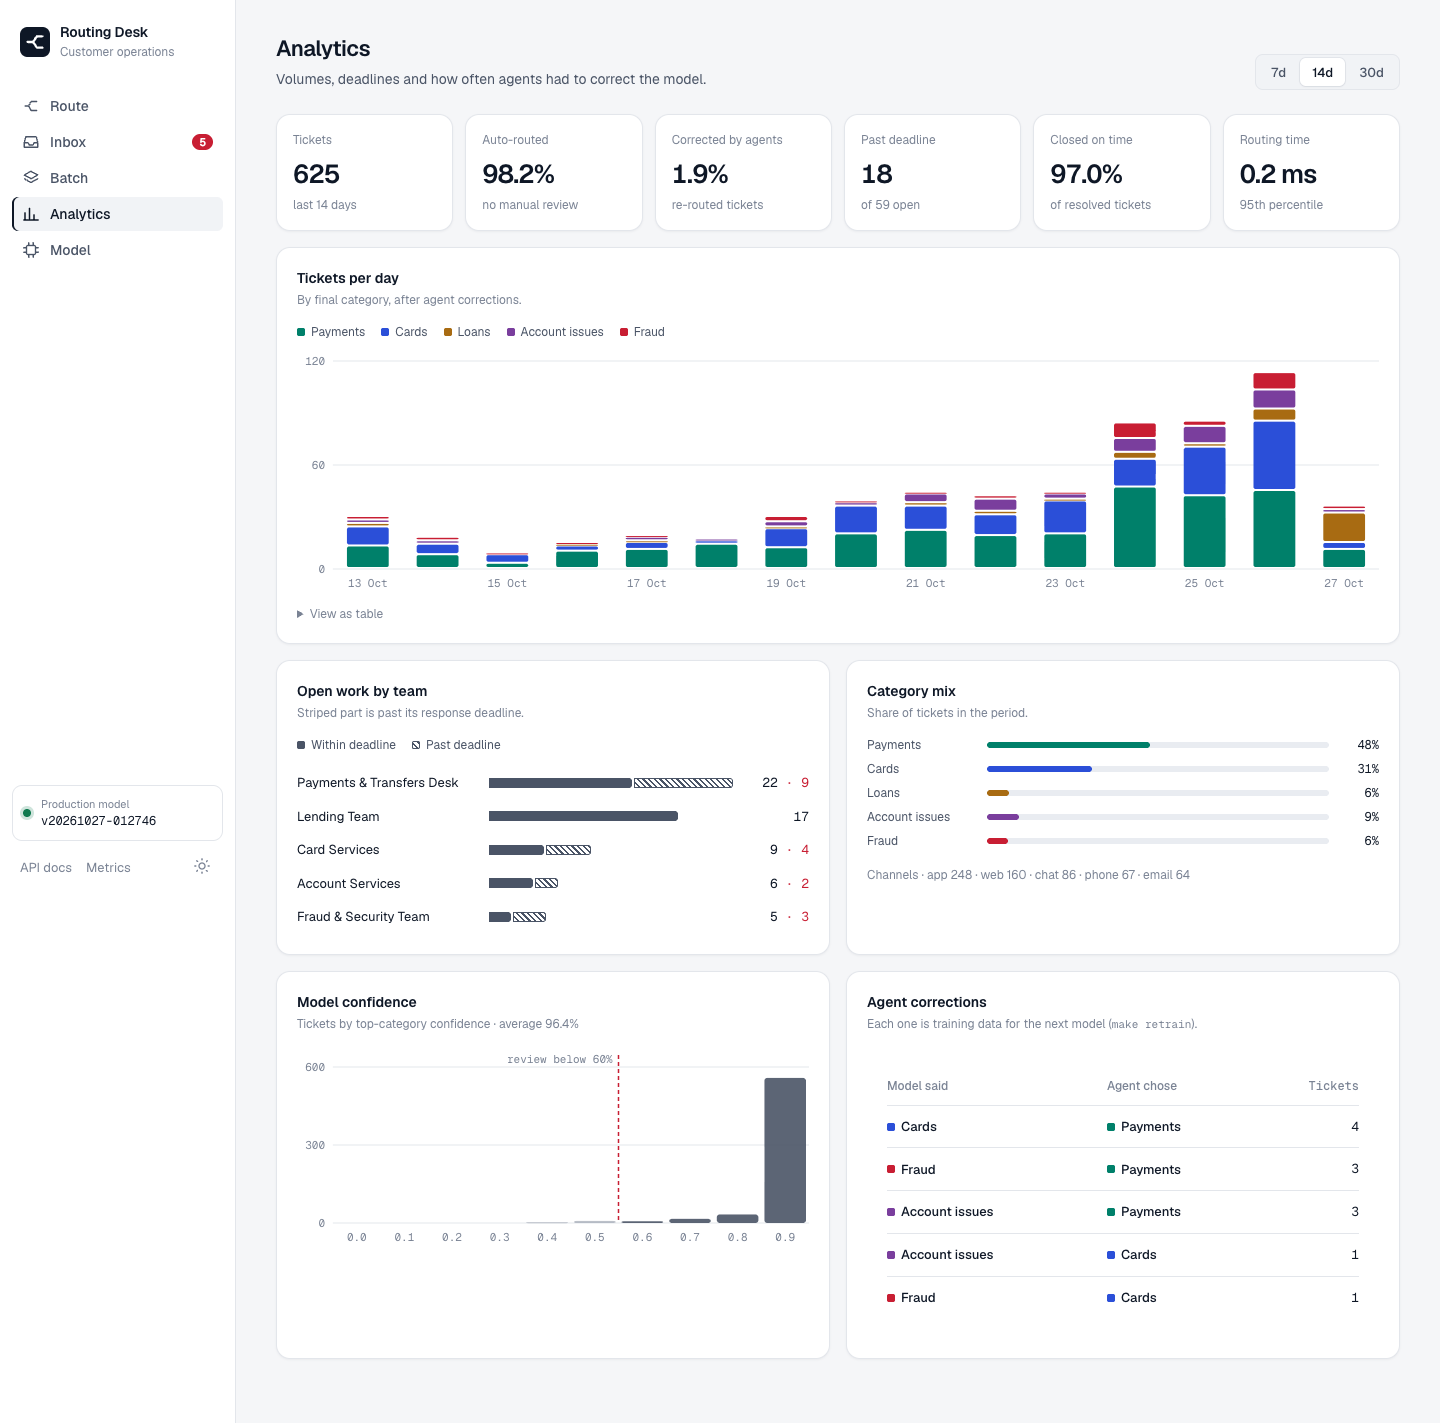 Routing Desk
Customer operations
Route
Inbox 5
Batch
Analytics
Model
Production model
v20261027-012746
API docs Metrics
Analytics
Volumes, deadlines and how often agents had to correct the model.
7d 14d 30d
Tickets
625
last 14 days
Auto-routed
98.2%
no manual review
Corrected by agents
1.9%
re-routed tickets
Past deadline
18
of 59 open
Closed on time
97.0%
of resolved tickets
Routing time
0.2 ms
95th percentile
Tickets per day
By final category, after agent corrections.
Payments Cards Loans Account issues Fraud
120
60
0
13 Oct 15 Oct 17 Oct 19 Oct 21 Oct 23 Oct 25 Oct 27 Oct
View as table
Open work by team
Striped part is past its response deadline.
Within deadline Past deadline
Payments & Transfers Desk 22 · 9
Lending Team 17
Card Services 9 · 4
Account Services 6 · 2
Fraud & Security Team 5 · 3
Category mix
Share of tickets in the period.
Payments 48%
Cards 31%
Loans 6%
Account issues 9%
Fraud 6%
Channels · app 248 · web 160 · chat 86 · phone 67 · email 64
Model confidence
Tickets by top-category confidence · average 96.4%
review below 60%
600
300
0
0.0 0.1 0.2 0.3 0.4 0.5 0.6 0.7 0.8 0.9
Agent corrections
Each one is training data for the next model (make retrain).
Model said Agent chose Tickets
Cards Payments 4
Fraud Payments 3
Account issues Payments 3
Account issues Cards 1
Fraud Cards 1